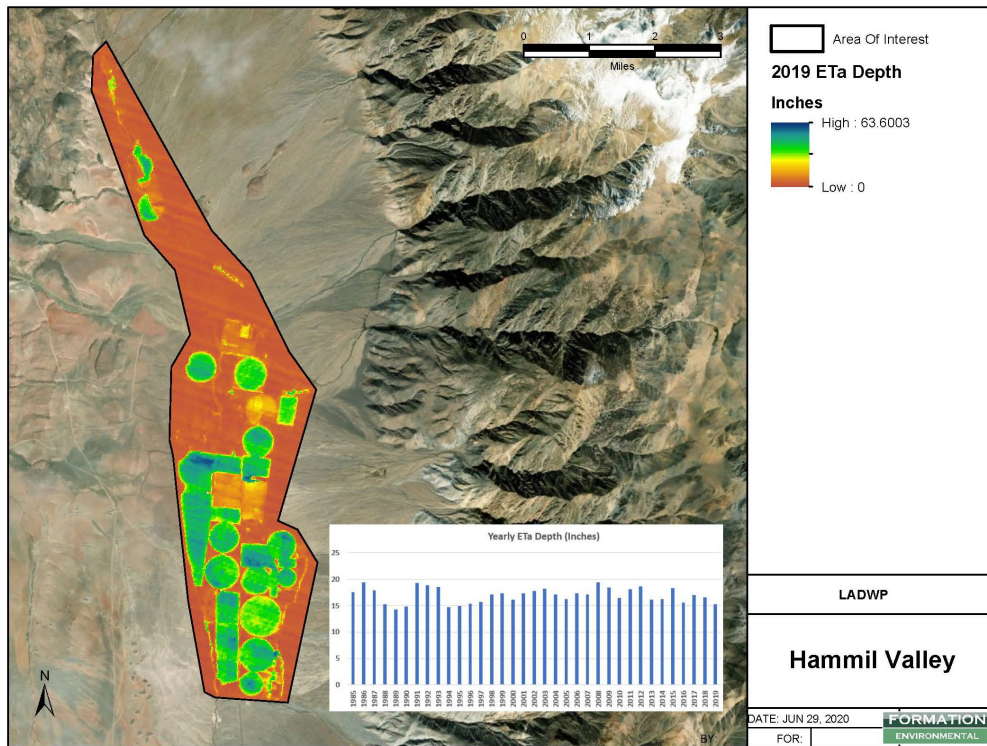 0 1 2 3
Miles
Area Of Interest
2019 ETa Depth
Inches
High : 63.6003
Low : 0
Yearly ETa Depth (Inches)
25
20
15
10
5
0
1985 1986 1987 1988 1989 1990 1991 1992 1993 1994 1995 1996 1997 1998 1999 2000 2001 2002 2003 2004 2005 2006 2007 2008 2009 2010 2011 2012 2013 2014 2015 2016 2017 2018 2019
N
LADWP
Hammil Valley
DATE: JUN 29, 2020
FORMATION
ENVIRONMENTAL
BY
FOR: